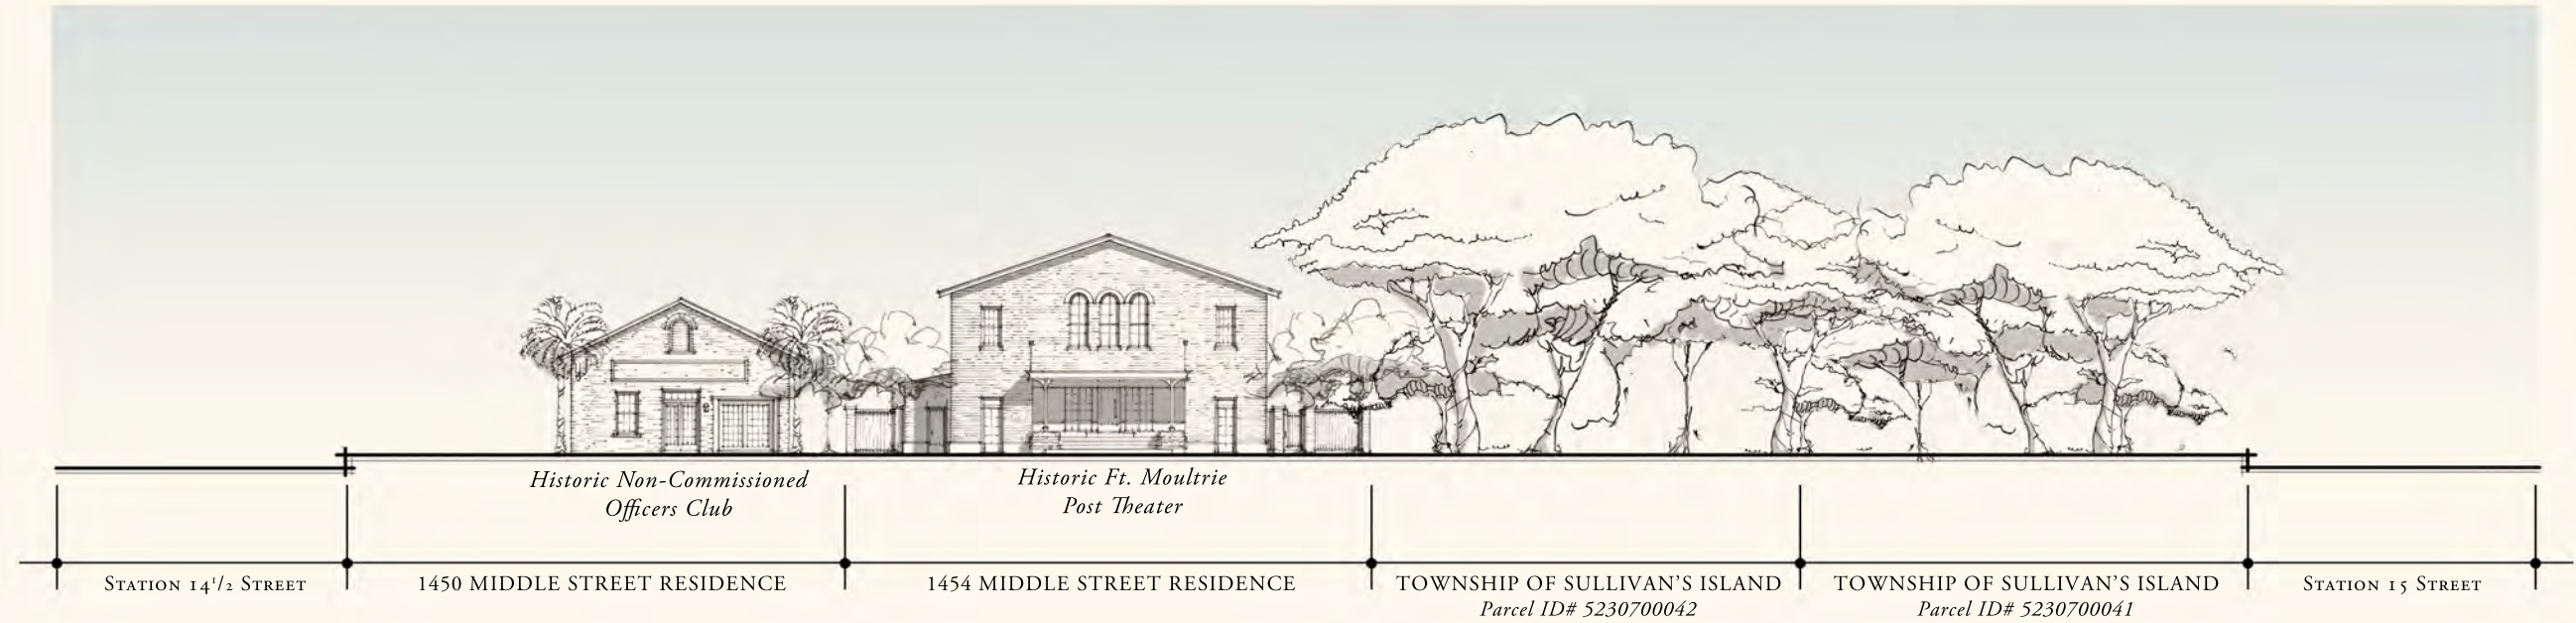 Historic Non-Commissioned
Officers Club
Historic Ft. Moultrie
Post Theater
Station 14 1/2 Street
1450 MIDDLE STREET RESIDENCE
1454 MIDDLE STREET RESIDENCE
TOWNSHIP OF SULLIVAN'S ISLAND
Parcel ID# 5230700042
TOWNSHIP OF SULLIVAN'S ISLAND
Parcel ID# 5230700041
Station 15 Street